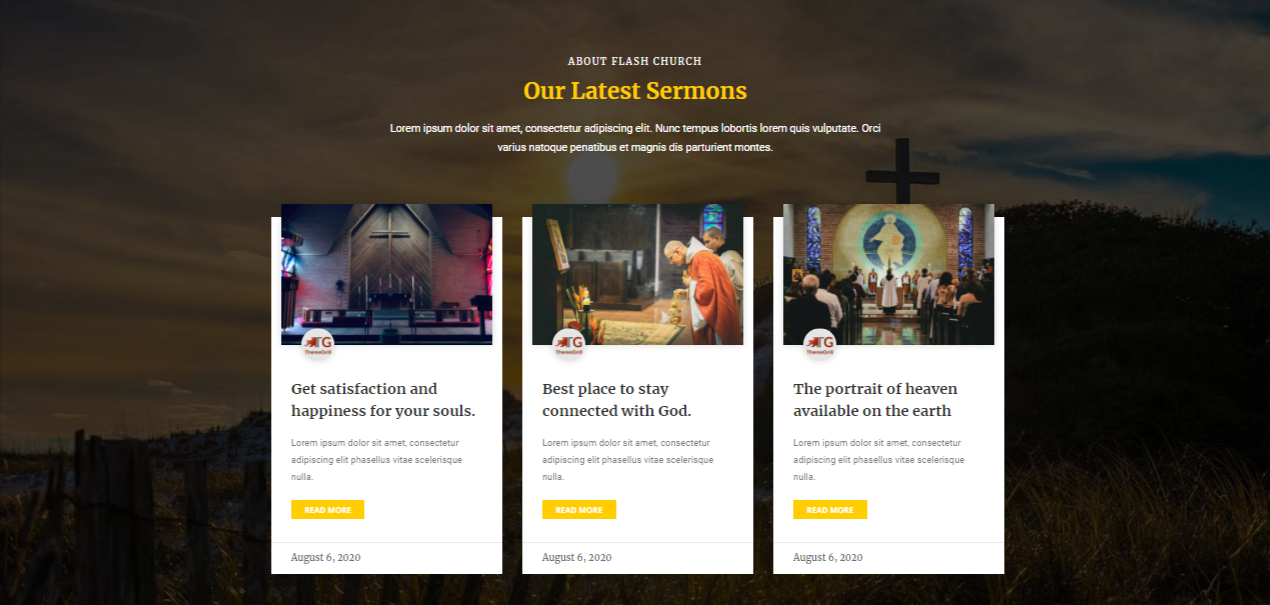 ABOUT FLASH CHURCH
Our Latest Sermons
Lorem ipsum dolor sit amet, consectetur adipiscing elit. Nunc tempus lobortis lorem quis vulputate. Orci
varius natoque penatibus et magnis dis parturient montes.
TG
ThemeGrill
Get satisfaction and
happiness for your souls.
Lorem ipsum dolor sit amet, consectetur
adipiscing elit phasellus vitae scelerisque
nulla.
READ MORE
August 6, 2020
TG
ThemeGrill
Best place to stay
connected with God.
Lorem ipsum dolor sit amet, consectetur
adipiscing elit phasellus vitae scelerisque
nulla.
READ MORE
August 6, 2020
TG
ThemeGrill
The portrait of heaven
available on the earth
Lorem ipsum dolor sit amet, consectetur
adipiscing elit phasellus vitae scelerisque
nulla.
READ MORE
August 6, 2020